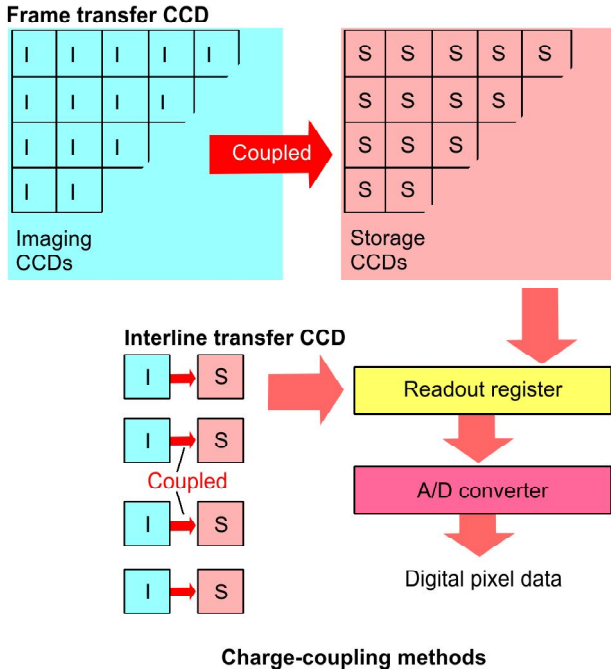 Frame transfer CCD
I I I I I
I I I I
I I I
I I
Imaging
CCDs
Coupled
S S S S S
S S S S
S S S
S S
Storage
CCDs
Interline transfer CCD
I S
I S
Coupled
I S
I S
Readout register
A/D converter
Digital pixel data
Charge-coupling methods